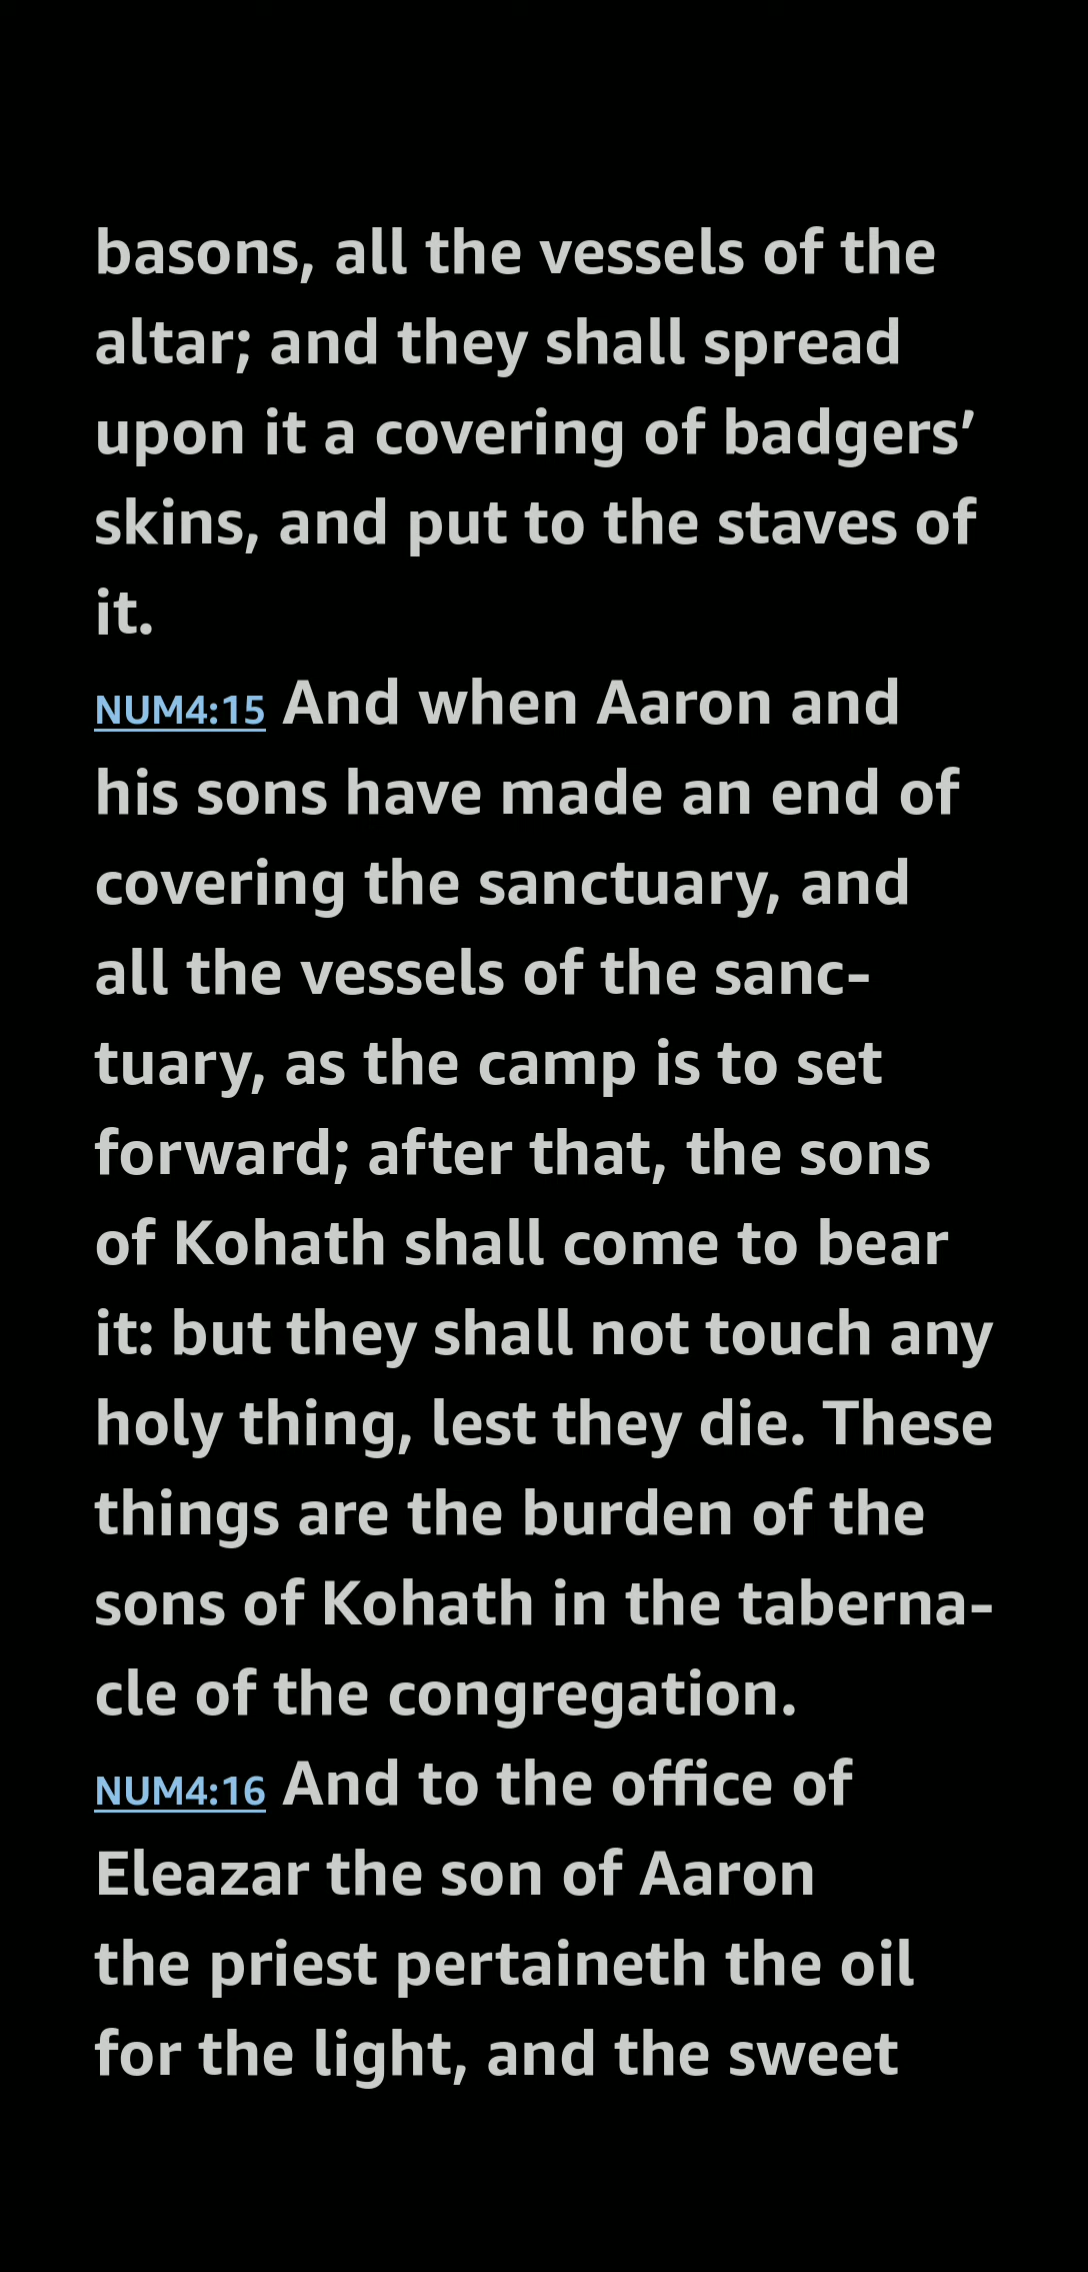 basons, all the vessels of the
altar; and they shall spread
upon it a covering of badgers’
skins, and put to the staves of
it.
NUM4:15 And when Aaron and
his sons have made an end of
covering the sanctuary, and
all the vessels of the sanc-
tuary, as the camp is to set
forward; after that, the sons
of Kohath shall come to bear
it: but they shall not touch any
holy thing, lest they die. These
things are the burden of the
sons of Kohath in the taberna-
cle of the congregation.
NUM4:16 And to the office of
Eleazar the son of Aaron
the priest pertaineth the oil
for the light, and the sweet